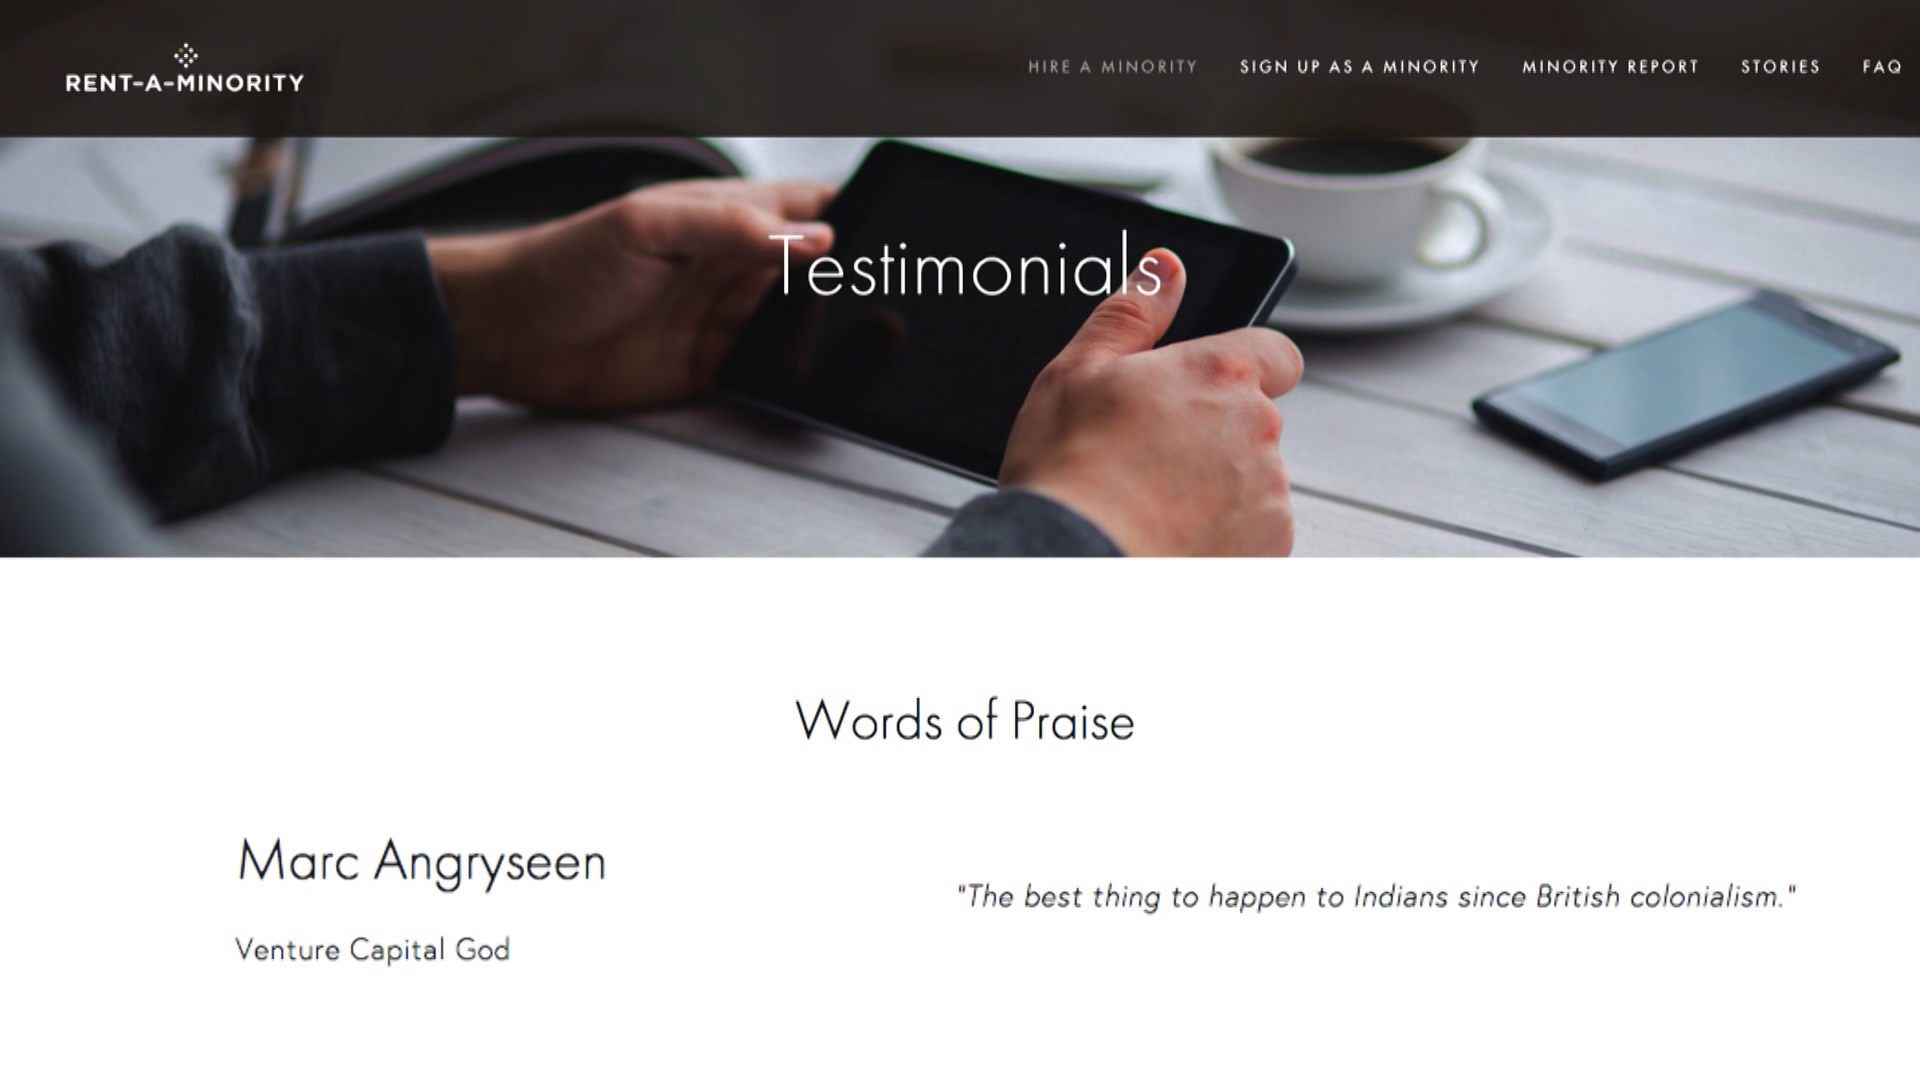 RENT-A-MINORITY
HIRE A MINORITY
SIGN UP AS A MINORITY
MINORITY REPORT
STORIES
FAQ
Testimonials
Words of Praise
Marc Angryseen
Venture Capital God
"The best thing to happen to Indians since British colonialism."